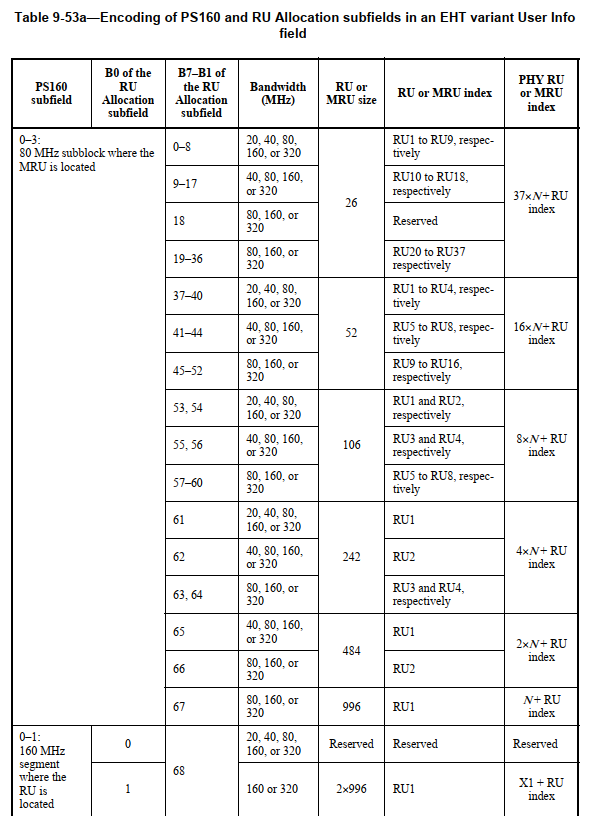 Table 9-53a—Encoding of PS160 and RU Allocation subfields in an EHT variant User Info
field
PS160
subfield
B0 of the
RU
Allocation
subfield
B7–B1 of
the RU
Allocation
subfield
Bandwidth
(MHz)
RU or
MRU size
RU or MRU index
PHY RU
or MRU
index
0–3:
80 MHz subblock where the
MRU is located
0–8
20, 40, 80,
160, or 320
26
RU1 to RU9, respec-
tively
37×N+RU
index
9–17
40, 80, 160,
or 320
RU10 to RU18,
respectively
18
80, 160, or
320
Reserved
19–36
80, 160, or
320
RU20 to RU37
respectively
37–40
20, 40, 80,
160, or 320
52
RU1 to RU4, respec-
tively
16×N+RU
index
41–44
40, 80, 160,
or 320
RU5 to RU8, respec-
tively
45–52
80, 160, or
320
RU9 to RU16,
respectively
53, 54
20, 40, 80,
160, or 320
106
RU1 and RU2,
respectively
8×N+ RU
index
55, 56
40, 80, 160,
or 320
RU3 and RU4,
respectively
57–60
80, 160, or
320
RU5 to RU8, respec-
tively
61
20, 40, 80,
160, or 320
242
RU1
4×N+ RU
index
62
40, 80, 160,
or 320
RU2
63, 64
80, 160, or
320
RU3 and RU4,
respectively
65
40, 80, 160,
or 320
484
RU1
2×N+ RU
index
66
80, 160, or
320
RU2
67
80, 160, or
320
996
RU1
N+ RU
index
0–1:
160 MHz
segment
where the
RU is
located
0
68
20, 40, 80,
160, or 320
Reserved
Reserved
Reserved
1
160 or 320
2×996
RU1
X1 + RU
index